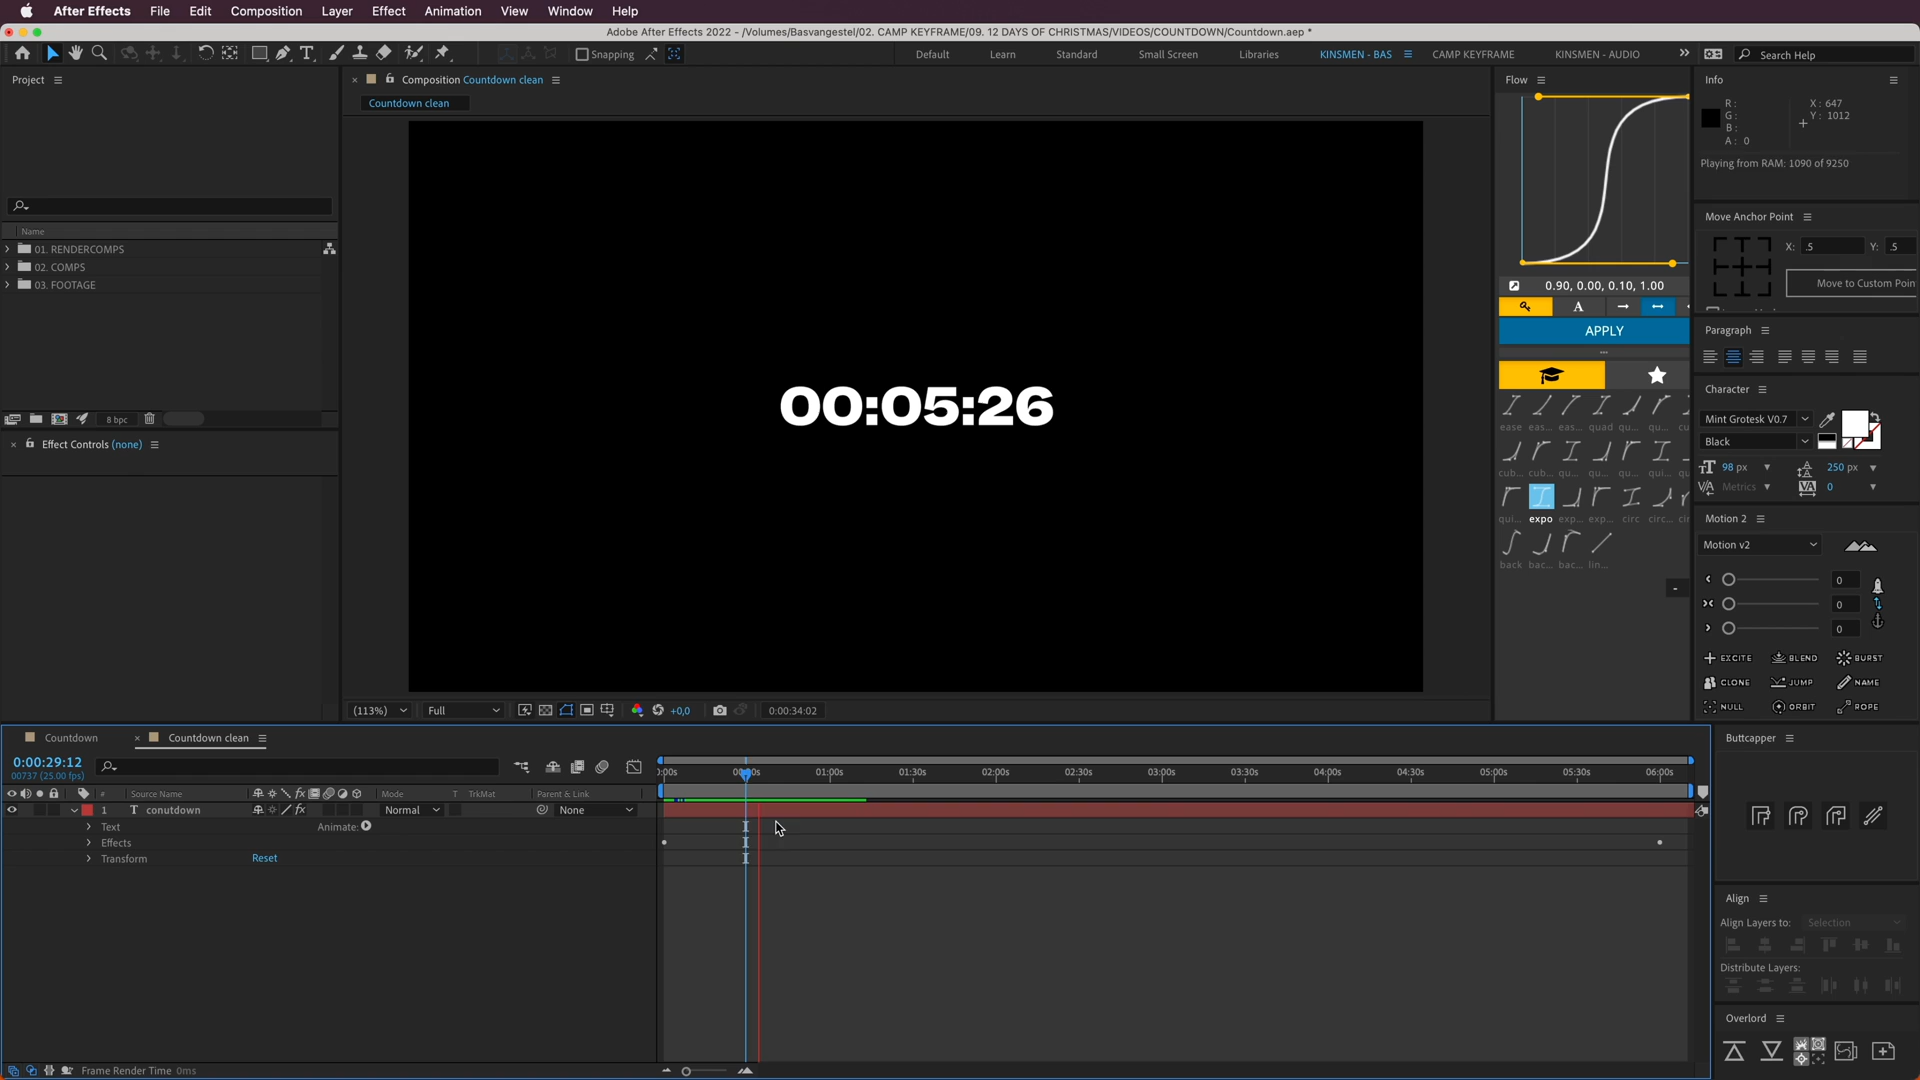 After Effects File Edit Composition Layer Effect Animation View Window Help
Adobe After Effects 2022 - /Volumes/Basvangestel/02. CAMP KEYFRAME/09. 12 DAYS OF CHRISTMAS/VIDEOS/COUNTDOWN/Countdown.aep *
Snapping Default Learn Standard Small Screen Libraries KINSMEN - BAS CAMP KEYFRAME KINSMEN - AUDIO Search Help
Project
Composition Countdown clean
Flow
Info
Countdown clean
R: X: 647
G: Y: 1012
B:
A: 0
Playing from RAM: 1090 of 9250
Name
01. RENDERCOMPS
02. COMPS
03. FOOTAGE
Move Anchor Point
X: .5 Y: .5
Move to Custom Poin
0.90, 0.00, 0.10, 1.00
A
APPLY
Paragraph
Character
00:05:26
ease eas... eas... quad qu... cu
cub... cub... qu... qu... qui... qu
qui... expo exp... exp... circ circ... cir
back bac... bac... lin...
Mint Grotesk V0.7
Black
98 px 250 px
Metrics 0
8 bpc
Effect Controls (none)
Motion 2
Motion v2
0
0
0
EXCITE BLEND BURST
CLONE JUMP NAME
NULL ORBIT ROPE
(113%) Full +0,0 0:00:34:02
Countdown Countdown clean
Buttcapper
0:00:29:12
00737 (25.00 fps)
:00s 00:30s 01:00s 01:30s 02:00s 02:30s 03:00s 03:30s 04:00s 04:30s 05:00s 05:30s 06:00s
# Source Name Mode T TrkMat Parent & Link
1 T conutdown Normal None
Text Animate:
Effects
Transform Reset
Align
Align Layers to: Selection
Distribute Layers:
Overlord
Frame Render Time 0ms